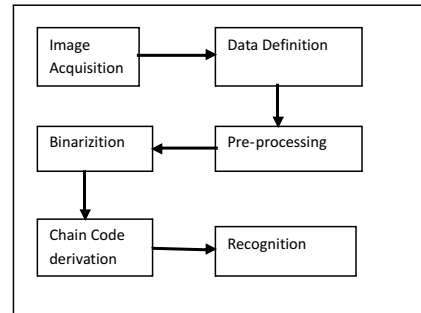 Image
Acquisition
Data Definition
Binarizition
Pre-processing
Chain Code
derivation
Recognition